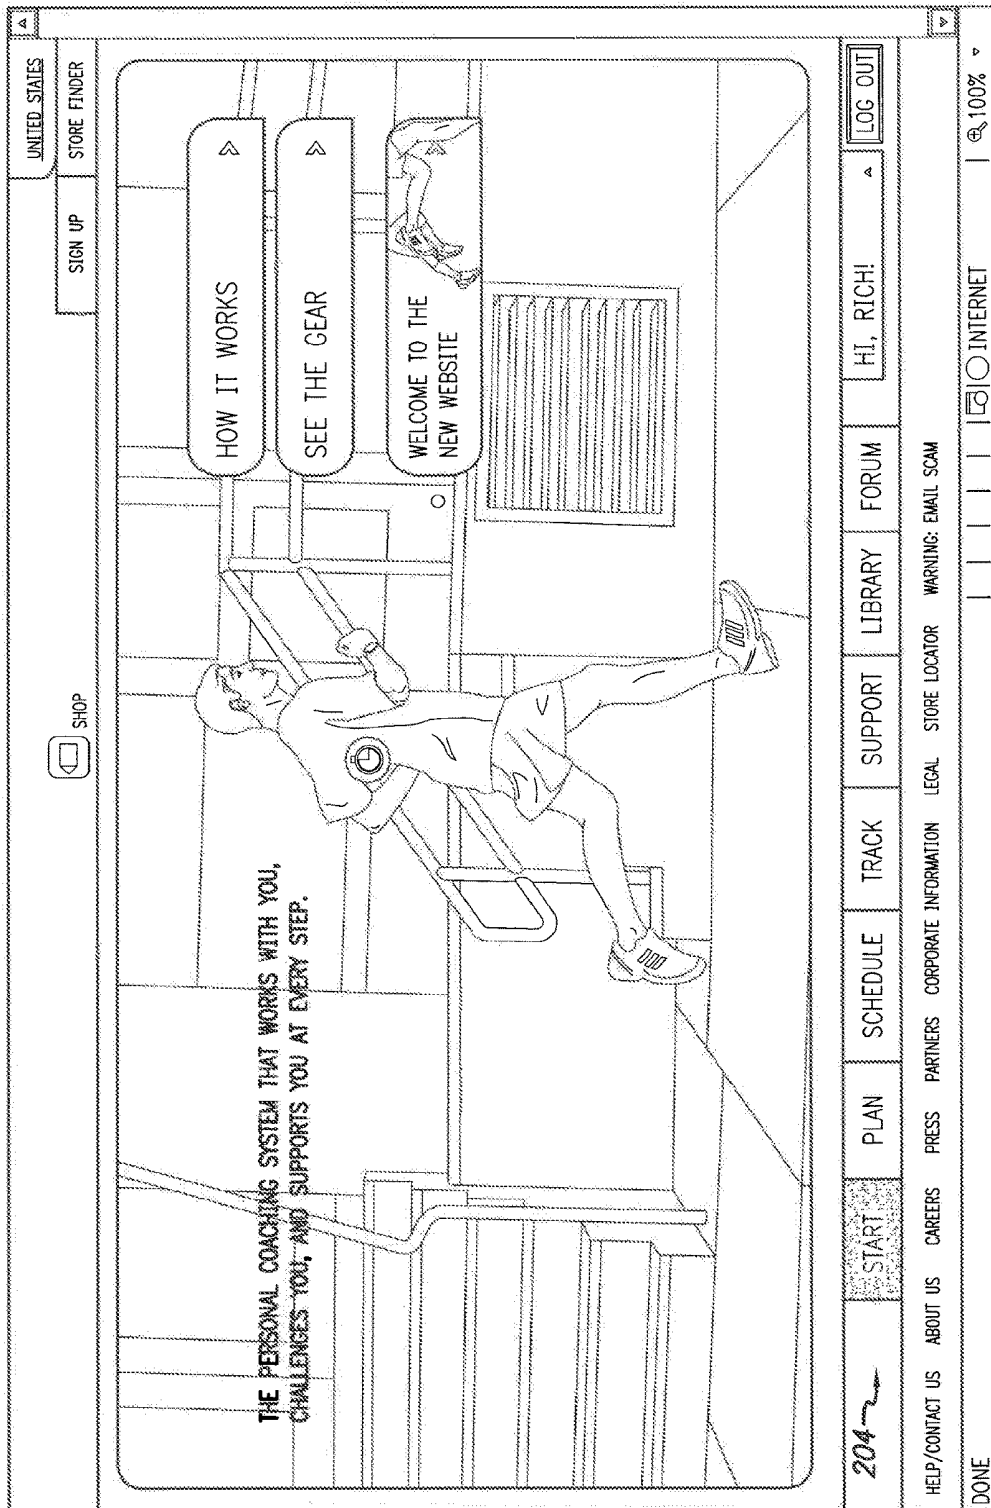 UNITED STATES
SIGN UP
STORE FINDER
SHOP
THE PERSONAL COACHING SYSTEM THAT WORKS WITH YOU,
CHALLENGES YOU, AND SUPPORTS YOU AT EVERY STEP.
HOW IT WORKS
SEE THE GEAR
WELCOME TO THE
NEW WEBSITE
204 START PLAN SCHEDULE TRACK SUPPORT LIBRARY FORUM HI, RICH! LOG OUT
HELP/CONTACT US ABOUT US CAREERS PRESS PARTNERS CORPORATE INFORMATION LEGAL STORE LOCATOR WARNING: EMAIL SCAM
DONE INTERNET 100%